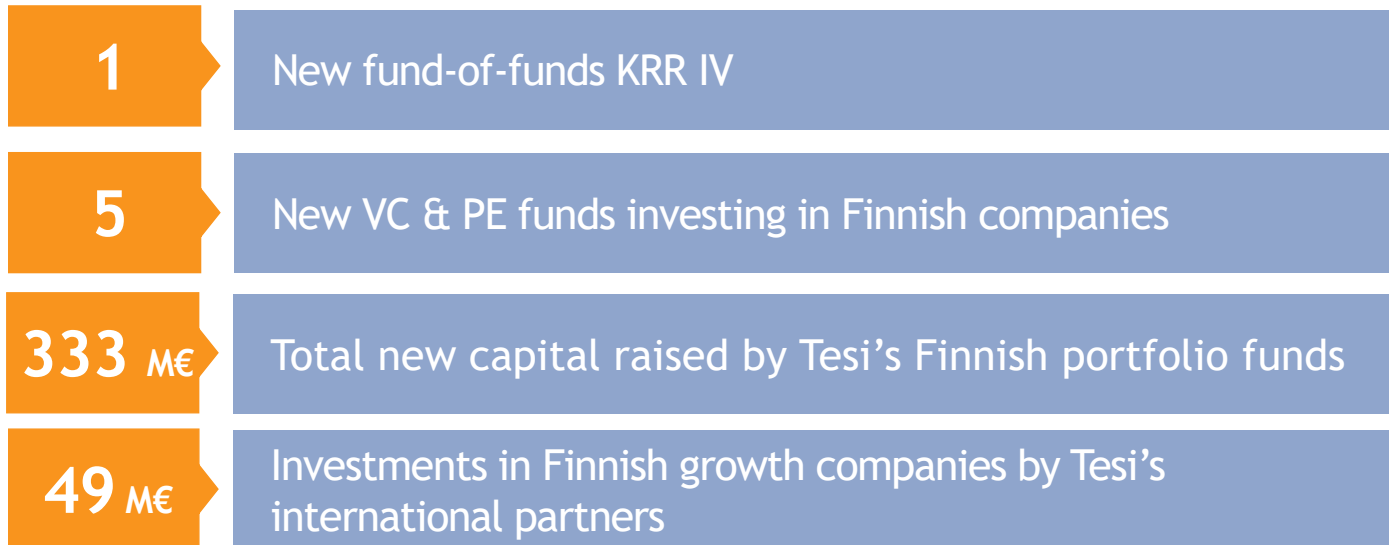 1
New fund-of-funds KRR IV
5
New VC & PE funds investing in Finnish companies
333 M€
Total new capital raised by Tesi’s Finnish portfolio funds
49 M€
Investments in Finnish growth companies by Tesi’s
international partners